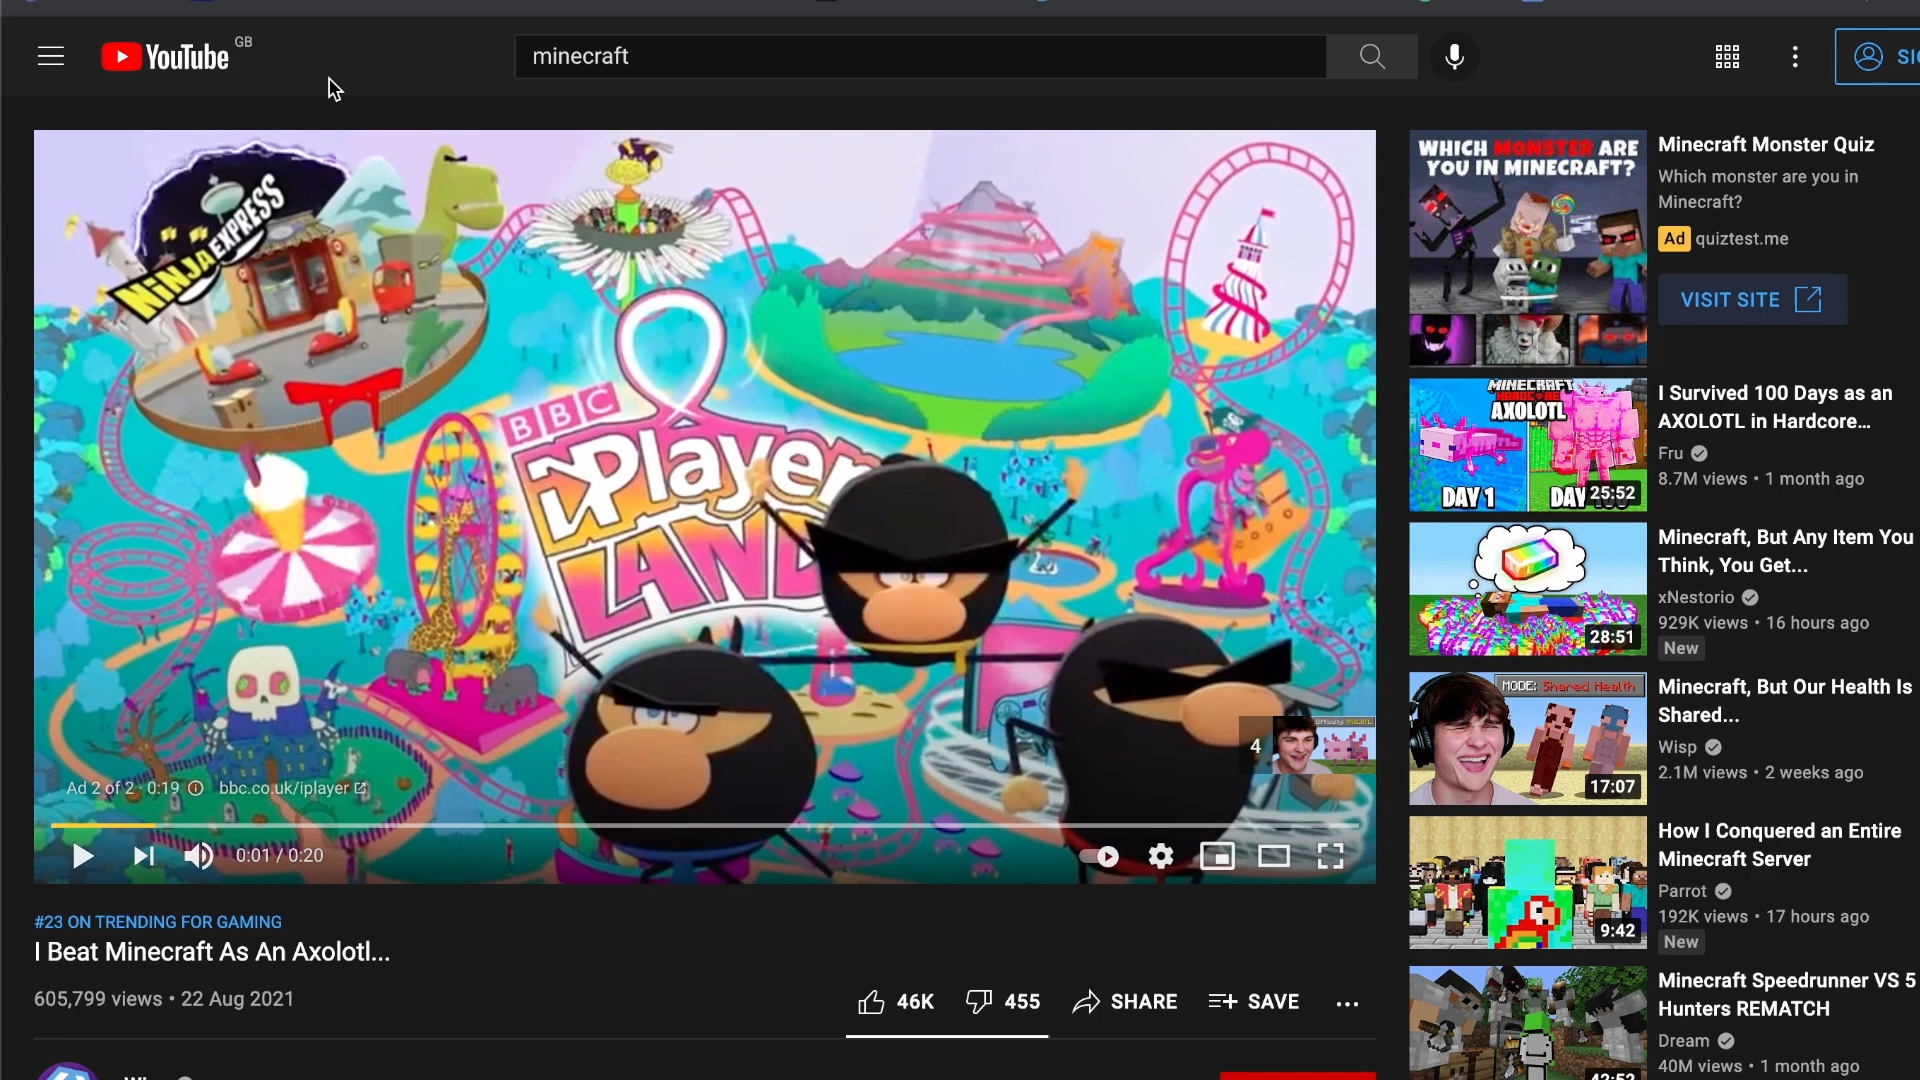 YouTube GB
minecraft
SIG
NINJA EXPRESS
BBC
iPlayer
LAND
4
Ad 2 of 2 · 0:19 bbc.co.uk/iplayer
0:01 / 0:20
#23 ON TRENDING FOR GAMING
I Beat Minecraft As An Axolotl...
605,799 views • 22 Aug 2021
46K
455
SHARE
SAVE
WHICH MONSTER ARE
YOU IN MINECRAFT?
Minecraft Monster Quiz
Which monster are you in
Minecraft?
Ad quiztest.me
VISIT SITE
MINECRAFT
AXOLOTL
DAY 1
DAY
25:52
I Survived 100 Days as an
AXOLOTL in Hardcore...
Fru
8.7M views • 1 month ago
28:51
Minecraft, But Any Item You
Think, You Get...
xNestorio
929K views • 16 hours ago
New
MODE: Shared Health
17:07
Minecraft, But Our Health Is
Shared...
Wisp
2.1M views • 2 weeks ago
9:42
How I Conquered an Entire
Minecraft Server
Parrot
192K views • 17 hours ago
New
Minecraft Speedrunner VS 5
Hunters REMATCH
Dream
40M views • 1 month ago